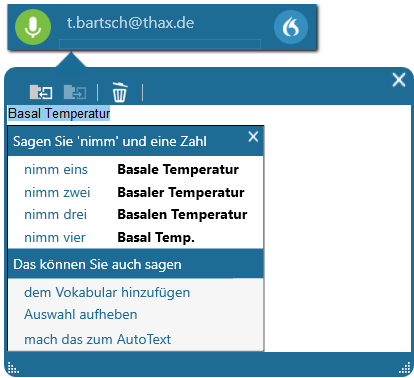 t.bartsch@thax.de
Basal Temperatur
Sagen Sie 'nimm' und eine Zahl
nimm eins Basale Temperatur
nimm zwei Basaler Temperatur
nimm drei Basalen Temperatur
nimm vier Basal Temp.
Das können Sie auch sagen
dem Vokabular hinzufügen
Auswahl aufheben
mach das zum AutoText